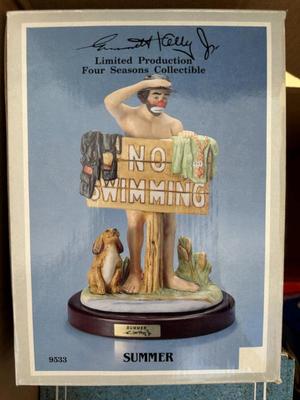 Emmett Kelly Jr
Limited Production
Four Seasons Collectible
NO
SWIMMING
SUMMER
9533
SUMMER